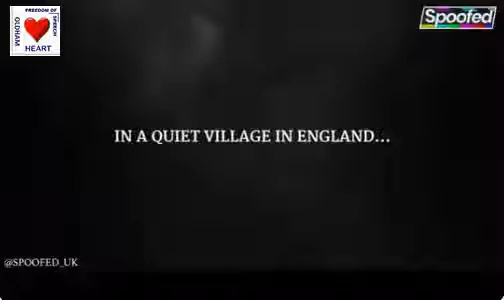 FREEDOM OF SPEECH
OLDHAM
HEART
Spoofed
IN A QUIET VILLAGE IN ENGLAND...
@SPOOFED_UK